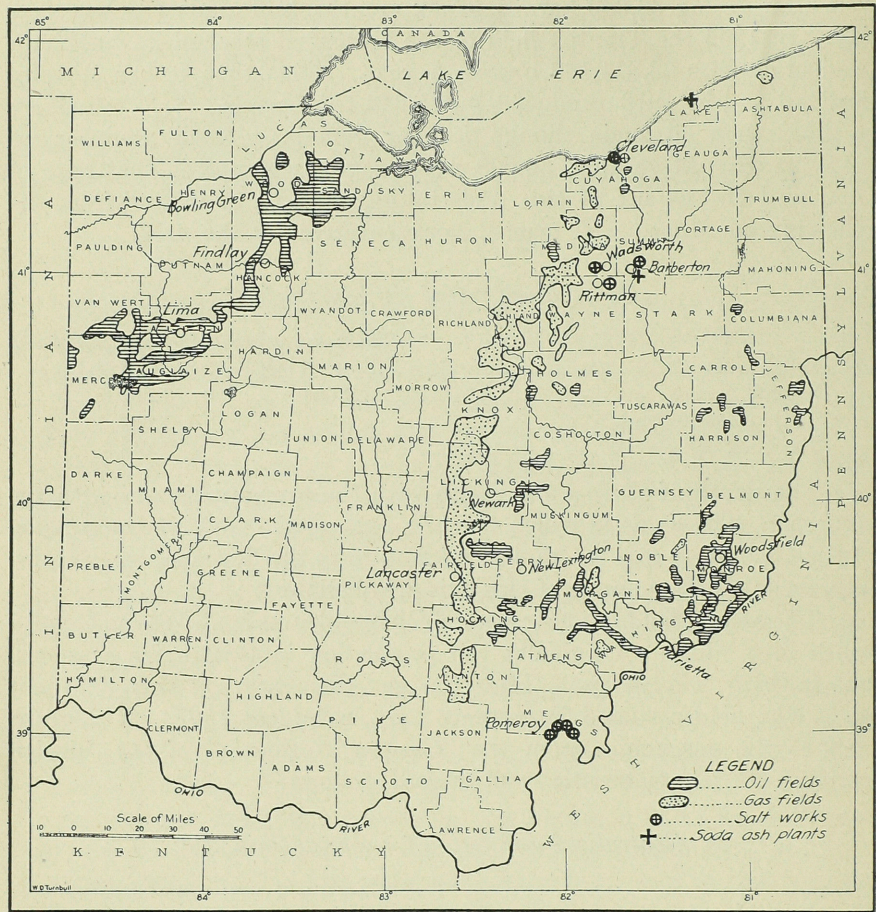 85° 84° 83° 82° 81°
42° 42°
CANADA
MICHIGAN
LAKE ERIE
LAKE
ASHTABULA
WILLIAMS
FULTON
LUCAS
OTTAWA
Cleveland
GEAUGA
CUYAHOGA
DEFIANCE
HENRY
WOOD
SANDUSKY
ERIE
LORAIN
TRUMBULL
Bowling Green
PORTAGE
PAULDING
SENECA
HURON
MEDINA
SUMMIT
Findlay
PUTNAM
Wadsworth
41° 41°
HANCOCK
Barberton
MAHONING
Rittman
VAN WERT
Lima
WYANDOT
CRAWFORD
RICHLAND
ASHLAND
WAYNE
STARK
COLUMBIANA
HARDIN
MERCER
AUGLAIZE
MARION
HOLMES
CARROLL
JEFFERSON
MORROW
KNOX
TUSCARAWAS
LOGAN
SHELBY
UNION
DELAWARE
COSHOCTON
HARRISON
DARKE
CHAMPAIGN
LICKING
MIAMI
Newark
40° 40°
GUERNSEY
BELMONT
FRANKLIN
MUSKINGUM
CLARK
MADISON
PREBLE
MONTGOMERY
GREENE
FAIRFIELD
PERRY
New Lexington
NOBLE
Woodsfield
MONROE
Lancaster
PICKAWAY
MORGAN
FAYETTE
HOCKING
WASHINGTON
RIVER
BUTLER
WARREN
CLINTON
ROSS
ATHENS
Marietta
HAMILTON
VINTON
OHIO
HIGHLAND
PIKE
MEIGS
Pomeroy
39° 39°
CLERMONT
JACKSON
BROWN
ADAMS
SCIOTO
GALLIA
OHIO
RIVER
LAWRENCE
INDIANA
PENNSYLVANIA
WEST VIRGINIA
KENTUCKY
LEGEND
Oil fields
Gas fields
Salt works
Soda ash plants
Scale of Miles
10 0 10 20 30 40 50
W D Turnbull
84° 83° 82° 81°